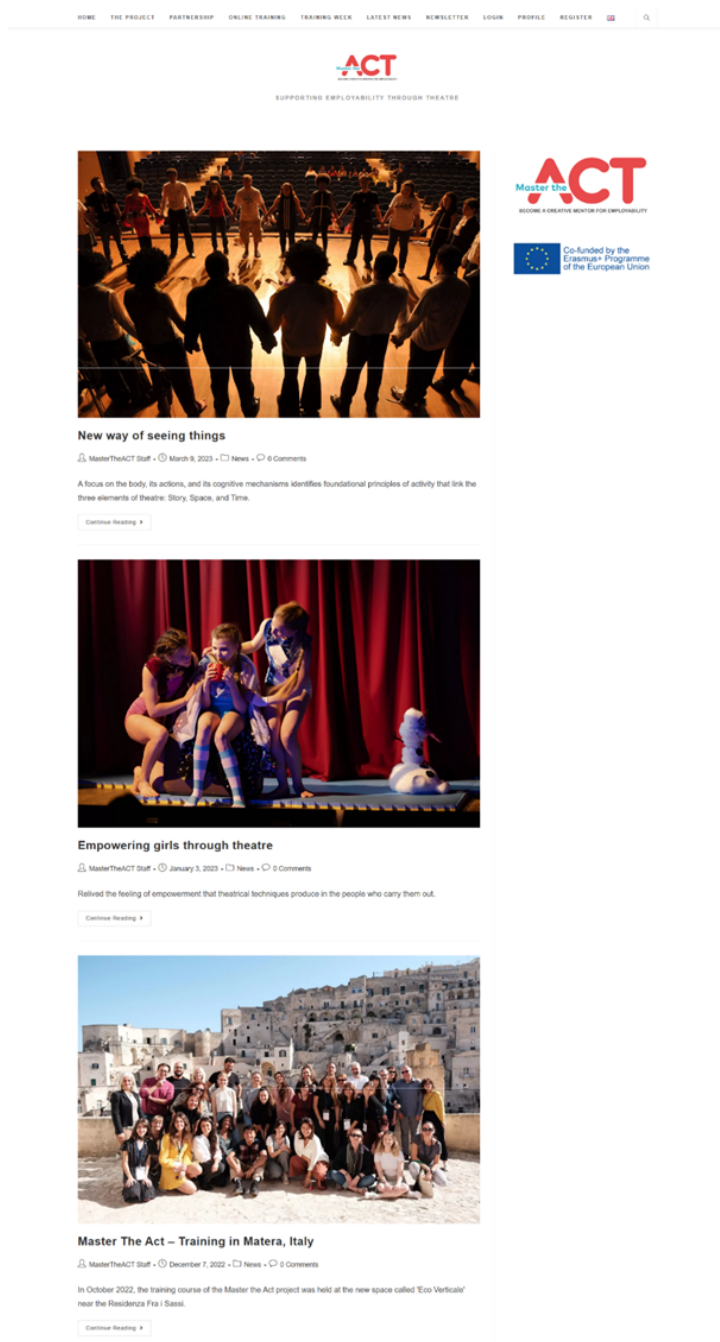 HOME THE PROJECT PARTNERSHIP ONLINE TRAINING TRAINING WEEK LATEST NEWS NEWSLETTER LOGIN PROFILE REGISTER
Master the ACT
SUPPORTING EMPLOYABILITY THROUGH THEATRE
Master the ACT
BECOME A CREATIVE MENTOR FOR EMPLOYABILITY
Co-funded by the
Erasmus+ Programme
of the European Union
New way of seeing things
MasterTheACT Staff • March 9, 2023 • News • 0 Comments
A focus on the body, its actions, and its cognitive mechanisms identifies foundational principles of activity that link the
three elements of theatre: Story, Space, and Time.
Continue Reading
Empowering girls through theatre
MasterTheACT Staff • January 3, 2023 • News • 0 Comments
Relived the feeling of empowerment that theatrical techniques produce in the people who carry them out.
Continue Reading
Master The Act – Training in Matera, Italy
MasterTheACT Staff • December 7, 2022 • News • 0 Comments
In October 2022, the training course of the Master the Act project was held at the new space called 'Eco Verticale'
near the Residenza Fra i Sassi.
Continue Reading